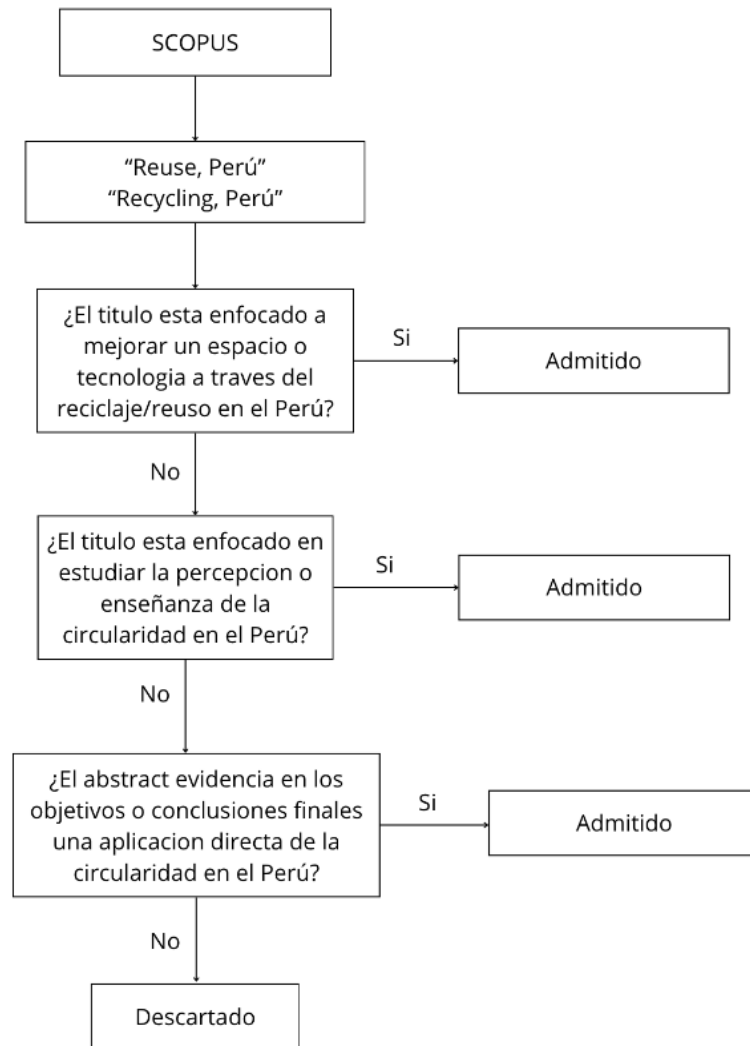 SCOPUS
“Reuse, Perú”
“Recycling, Perú”
¿El titulo esta enfocado a
mejorar un espacio o
tecnologia a traves del
reciclaje/reuso en el Perú?
Si
Admitido
No
¿El titulo esta enfocado en
estudiar la percepcion o
enseñanza de la
circularidad en el Perú?
Si
Admitido
No
¿El abstract evidencia en los
objetivos o conclusiones finales
una aplicacion directa de la
circularidad en el Perú?
Si
Admitido
No
Descartado